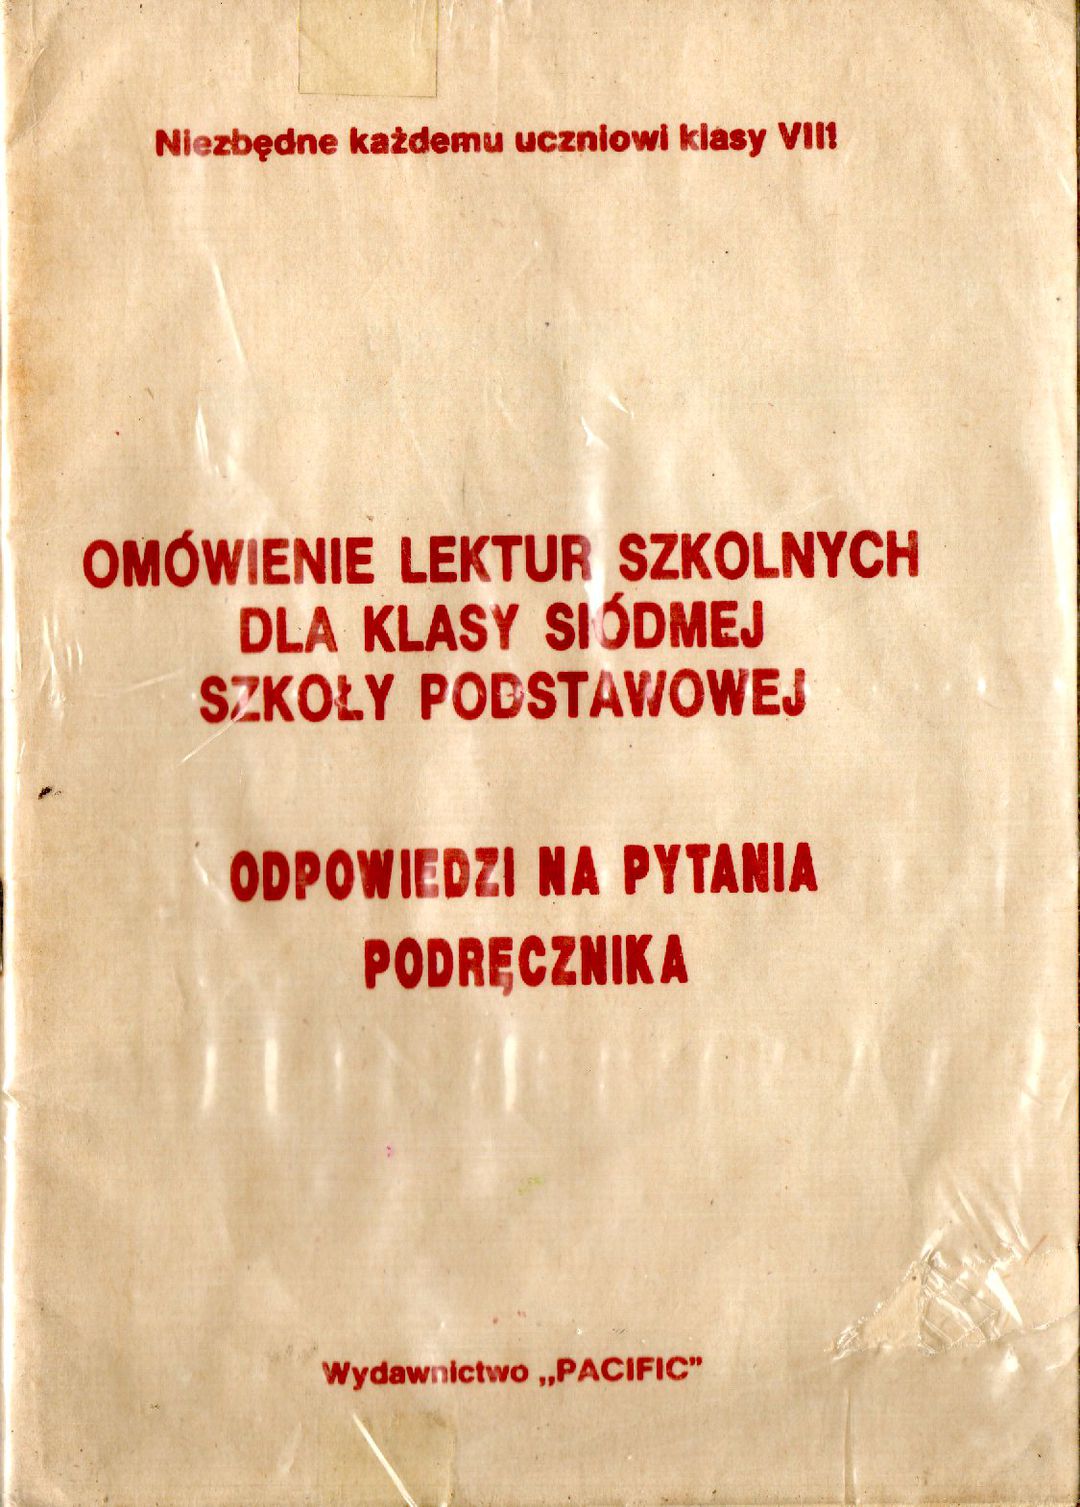 Niezbędne każdemu uczniowi klasy VII!
OMÓWIENIE LEKTUR SZKOLNYCH
DLA KLASY SIÓDMEJ
SZKOŁY PODSTAWOWEJ
ODPOWIEDZI NA PYTANIA
PODRĘCZNIKA
Wydawnictwo „PACIFIC”